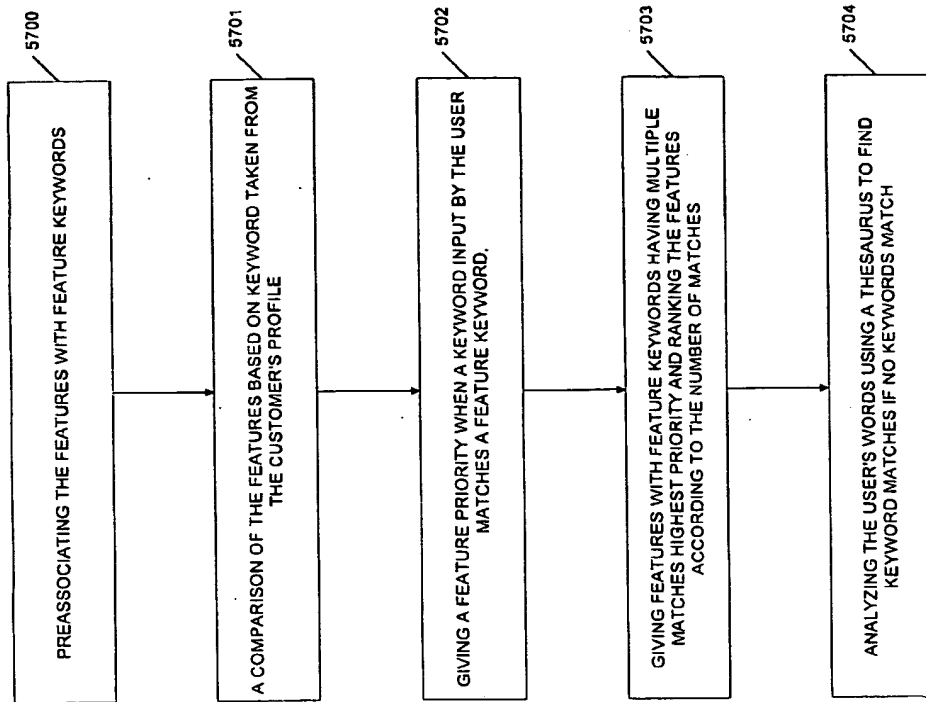 5700
PREASSOCIATING THE FEATURES WITH FEATURE KEYWORDS
5701
A COMPARISON OF THE FEATURES BASED ON KEYWORD TAKEN FROM
THE CUSTOMER'S PROFILE
5702
GIVING A FEATURE PRIORITY WHEN A KEYWORD INPUT BY THE USER
MATCHES A FEATURE KEYWORD,
5703
GIVING FEATURES WITH FEATURE KEYWORDS HAVING MULTIPLE
MATCHES HIGHEST PRIORITY AND RANKING THE FEATURES
ACCORDING TO THE NUMBER OF MATCHES
5704
ANALYZING THE USER'S WORDS USING A THESAURUS TO FIND
KEYWORD MATCHES IF NO KEYWORDS MATCH